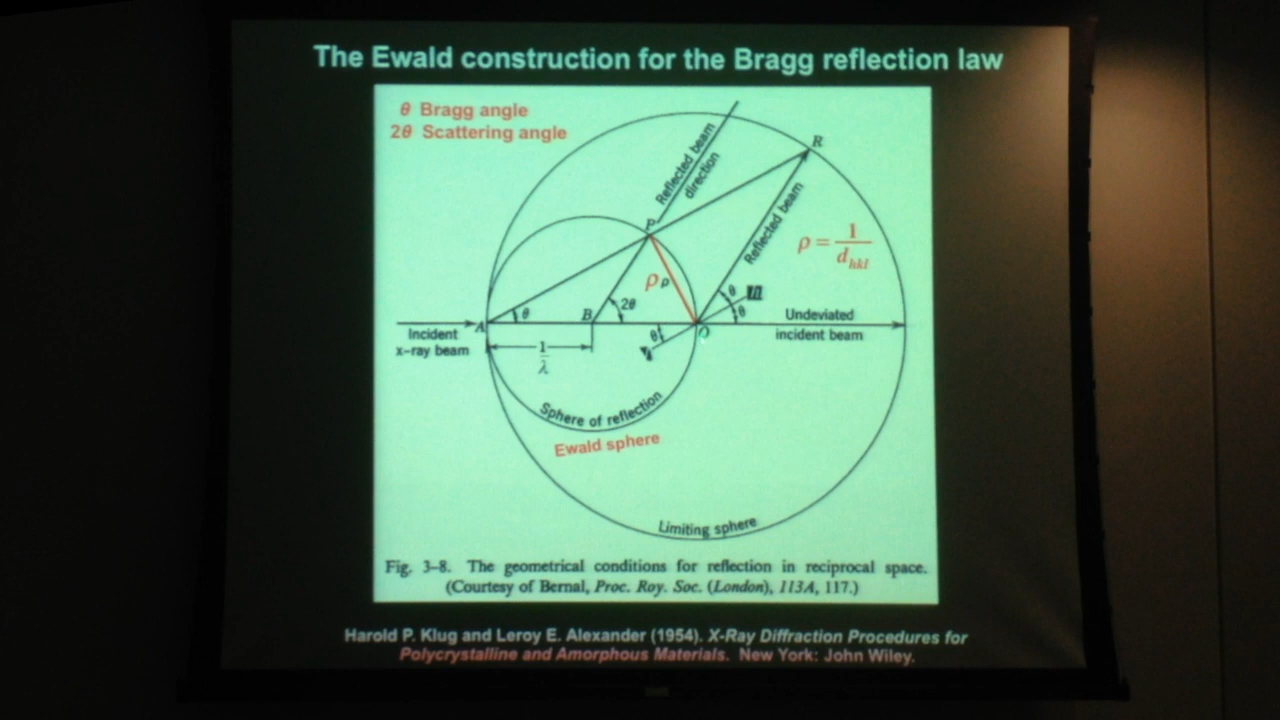 The Ewald construction for the Bragg reflection law
θ Bragg angle
2θ Scattering angle
Reflected beam
direction
R
P
Reflected beam
ρ = 1/d_hkl
ρ ρ
θ
2θ
θ
θ
θ
A
B
O
Incident
x-ray beam
1/λ
Undeviated
incident beam
Sphere of reflection
Ewald sphere
Limiting sphere
Fig. 3–8. The geometrical conditions for reflection in reciprocal space.
(Courtesy of Bernal, Proc. Roy. Soc. (London), 113A, 117.)
Harold P. Klug and Leroy E. Alexander (1954). X-Ray Diffraction Procedures for
Polycrystalline and Amorphous Materials. New York: John Wiley.